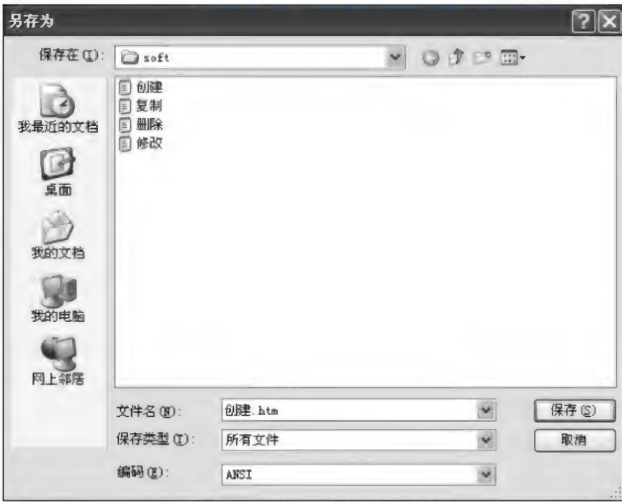 另存为
保存在(I):
soft
创建
复制
删除
修改
我最近的文档
桌面
我的文档
我的电脑
网上邻居
文件名(N):
创建.htm
保存(S)
保存类型(T):
所有文件
取消
编码(E):
ANSI